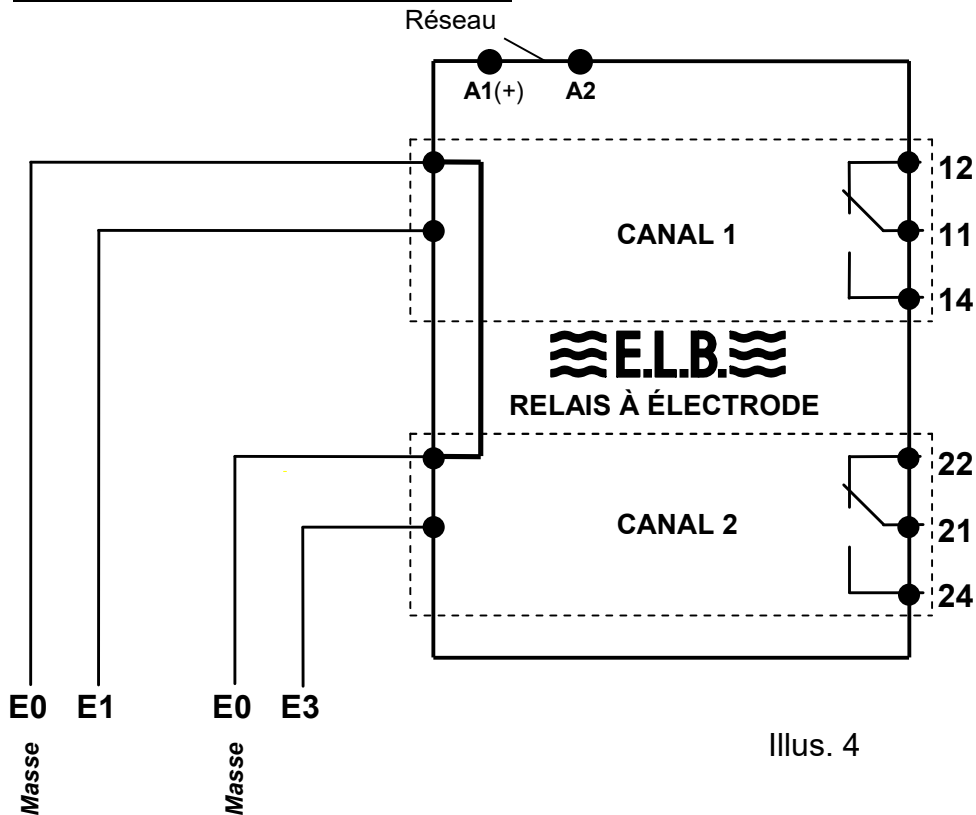 Réseau
A1(+) A2
12
CANAL 1
11
14
E.L.B.
RELAIS À ÉLECTRODE
22
CANAL 2
21
24
E0 E1 E0 E3
Masse Masse
Illus. 4